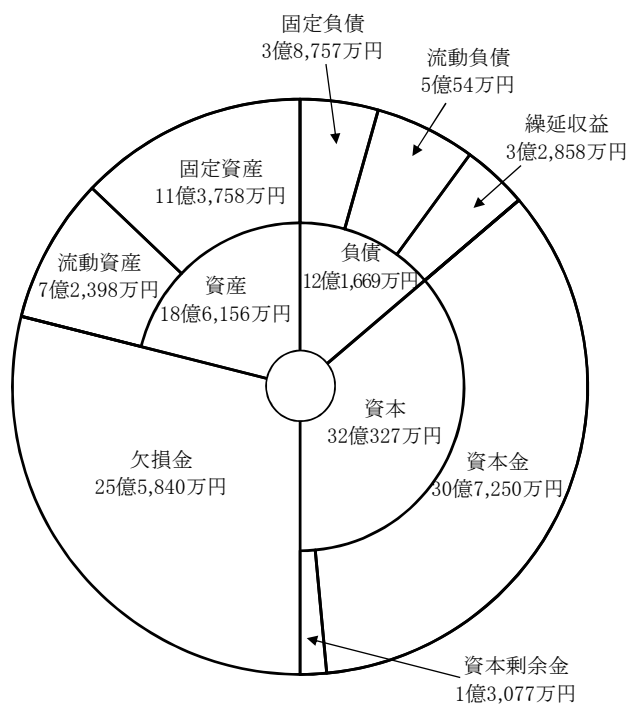 固定負債
3億8,757万円
流動負債
5億54万円
繰延収益
3億2,858万円
固定資産
11億3,758万円
流動資産
7億2,398万円
資産
18億6,156万円
負債
12億1,669万円
資本
32億327万円
欠損金
25億5,840万円
資本金
30億7,250万円
資本剰余金
1億3,077万円